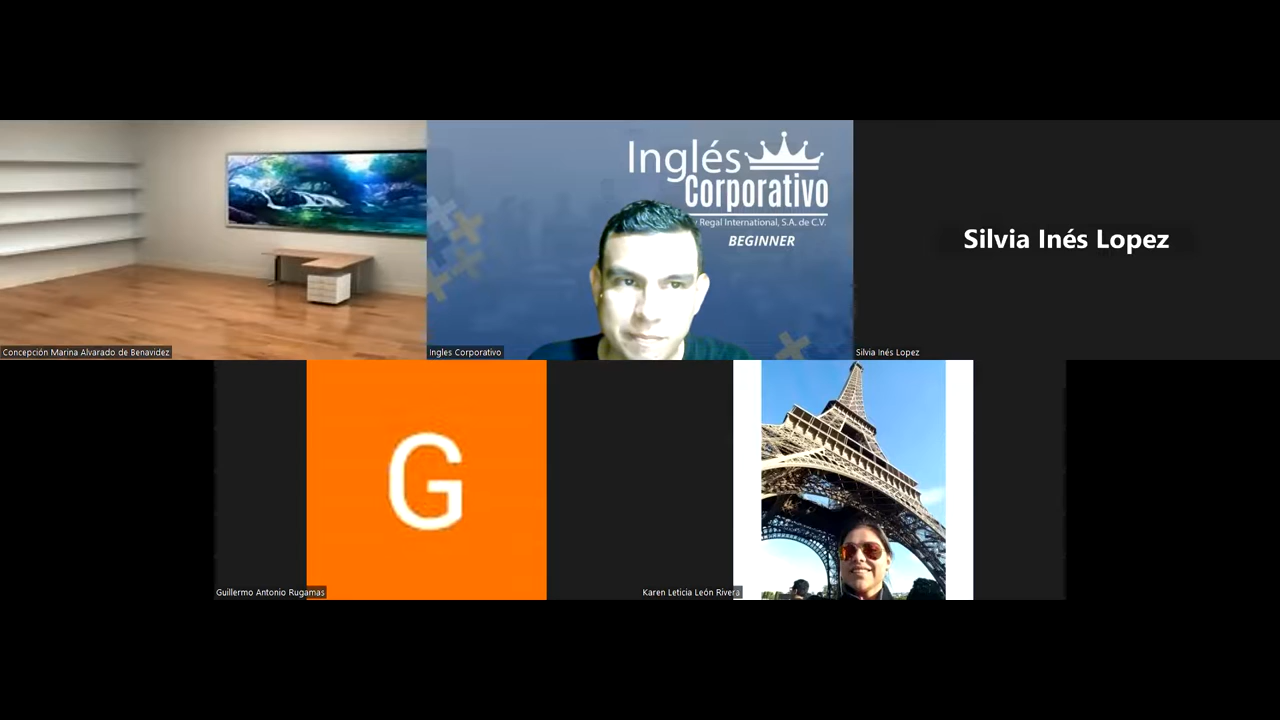 Inglés
Corporativo
y Regal International, S.A. de C.V.
BEGINNER
Silvia Inés Lopez
Concepción Marina Alvarado de Benavidez
Ingles Corporativo
Silvia Inés Lopez
G
Guillermo Antonio Rugamas
Karen Leticia León Rivera